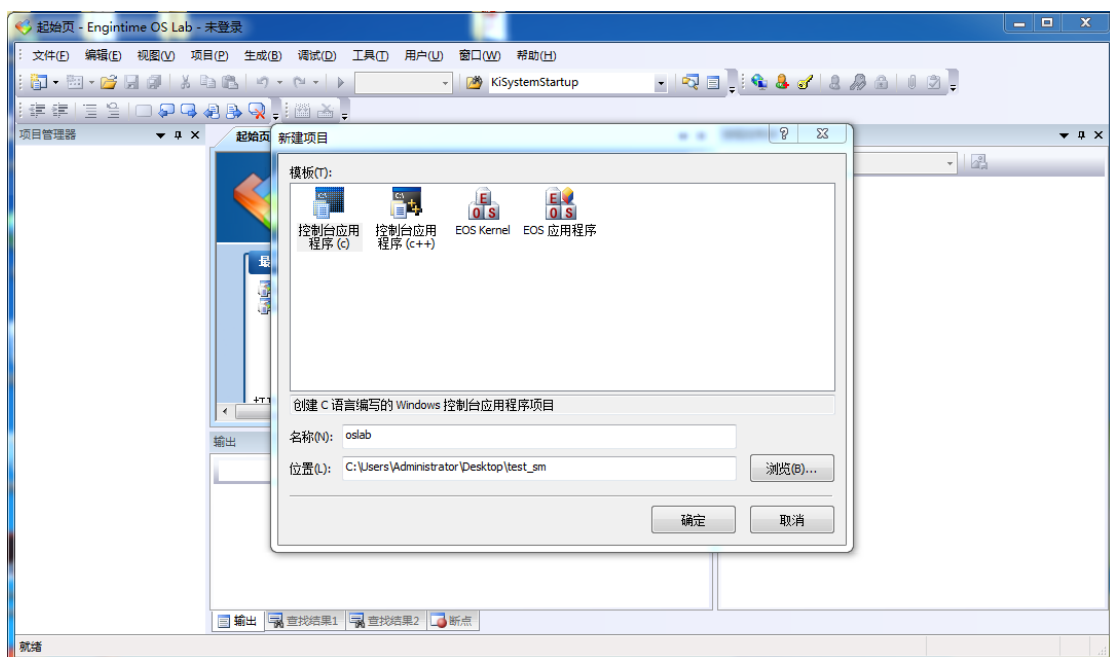 起始页 - Engintime OS Lab - 未登录
文件(F) 编辑(E) 视图(V) 项目(P) 生成(B) 调试(D) 工具(T) 用户(U) 窗口(W) 帮助(H)
KiSystemStartup
项目管理器
起始页
新建项目
模板(T):
控制台应用程序 (c)
控制台应用程序 (c++)
EOS Kernel
EOS 应用程序
最
创建 C 语言编写的 Windows 控制台应用程序项目
名称(N): oslab
位置(L): C:\Users\Administrator\Desktop\test_sm 浏览(B)...
确定 取消
输出
输出 查找结果1 查找结果2 断点
就绪